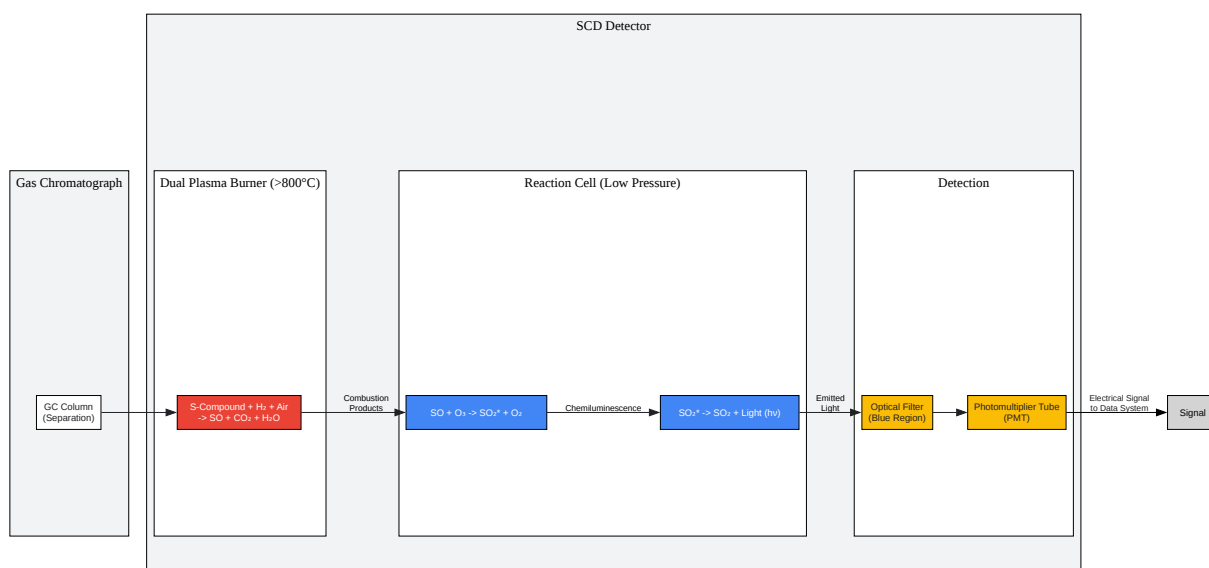 SCD Detector
Gas Chromatograph
Dual Plasma Burner (>800°C)
Reaction Cell (Low Pressure)
Detection
GC Column
(Separation)
S-Compound + H₂ + Air
-> SO + CO₂ + H₂O
Combustion
Products
SO + O₃ -> SO₂* + O₂
Chemiluminescence
SO₂* -> SO₂ + Light (hν)
Emitted
Light
Optical Filter
(Blue Region)
Photomultiplier Tube
(PMT)
Electrical Signal
to Data System
Signal